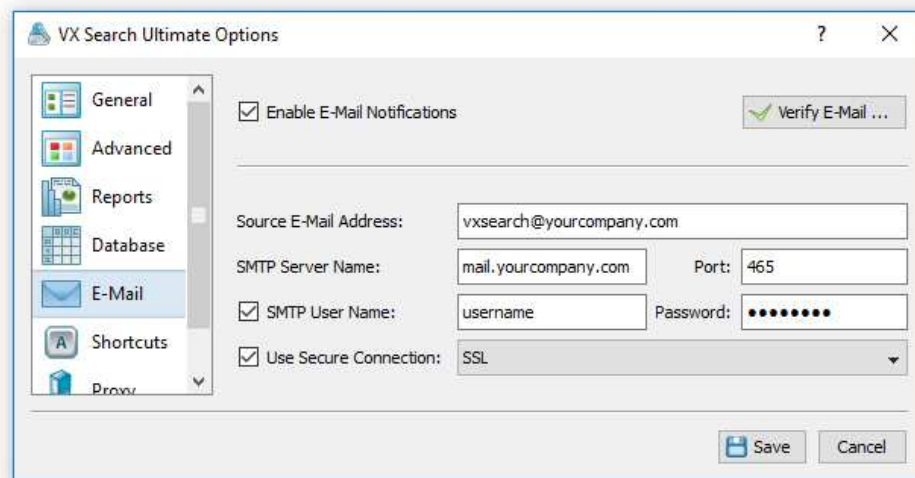 VX Search Ultimate Options
?
General
Advanced
Reports
Database
E-Mail
Shortcuts
Proxy
Enable E-Mail Notifications
Verify E-Mail ...
Source E-Mail Address: vxsearch@yourcompany.com
SMTP Server Name: mail.yourcompany.com Port: 465
SMTP User Name: username Password: ●●●●●●●●
Use Secure Connection: SSL
Save Cancel